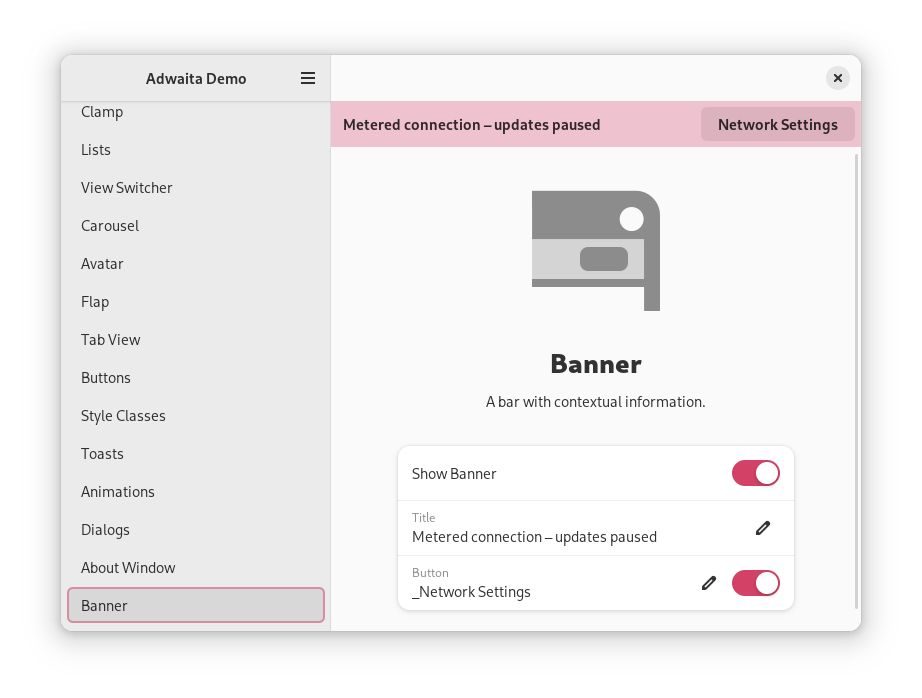 Adwaita Demo
Clamp
Lists
View Switcher
Carousel
Avatar
Flap
Tab View
Buttons
Style Classes
Toasts
Animations
Dialogs
About Window
Banner
Metered connection – updates paused
Network Settings
Banner
A bar with contextual information.
Show Banner
Title
Metered connection – updates paused
Button
_Network Settings